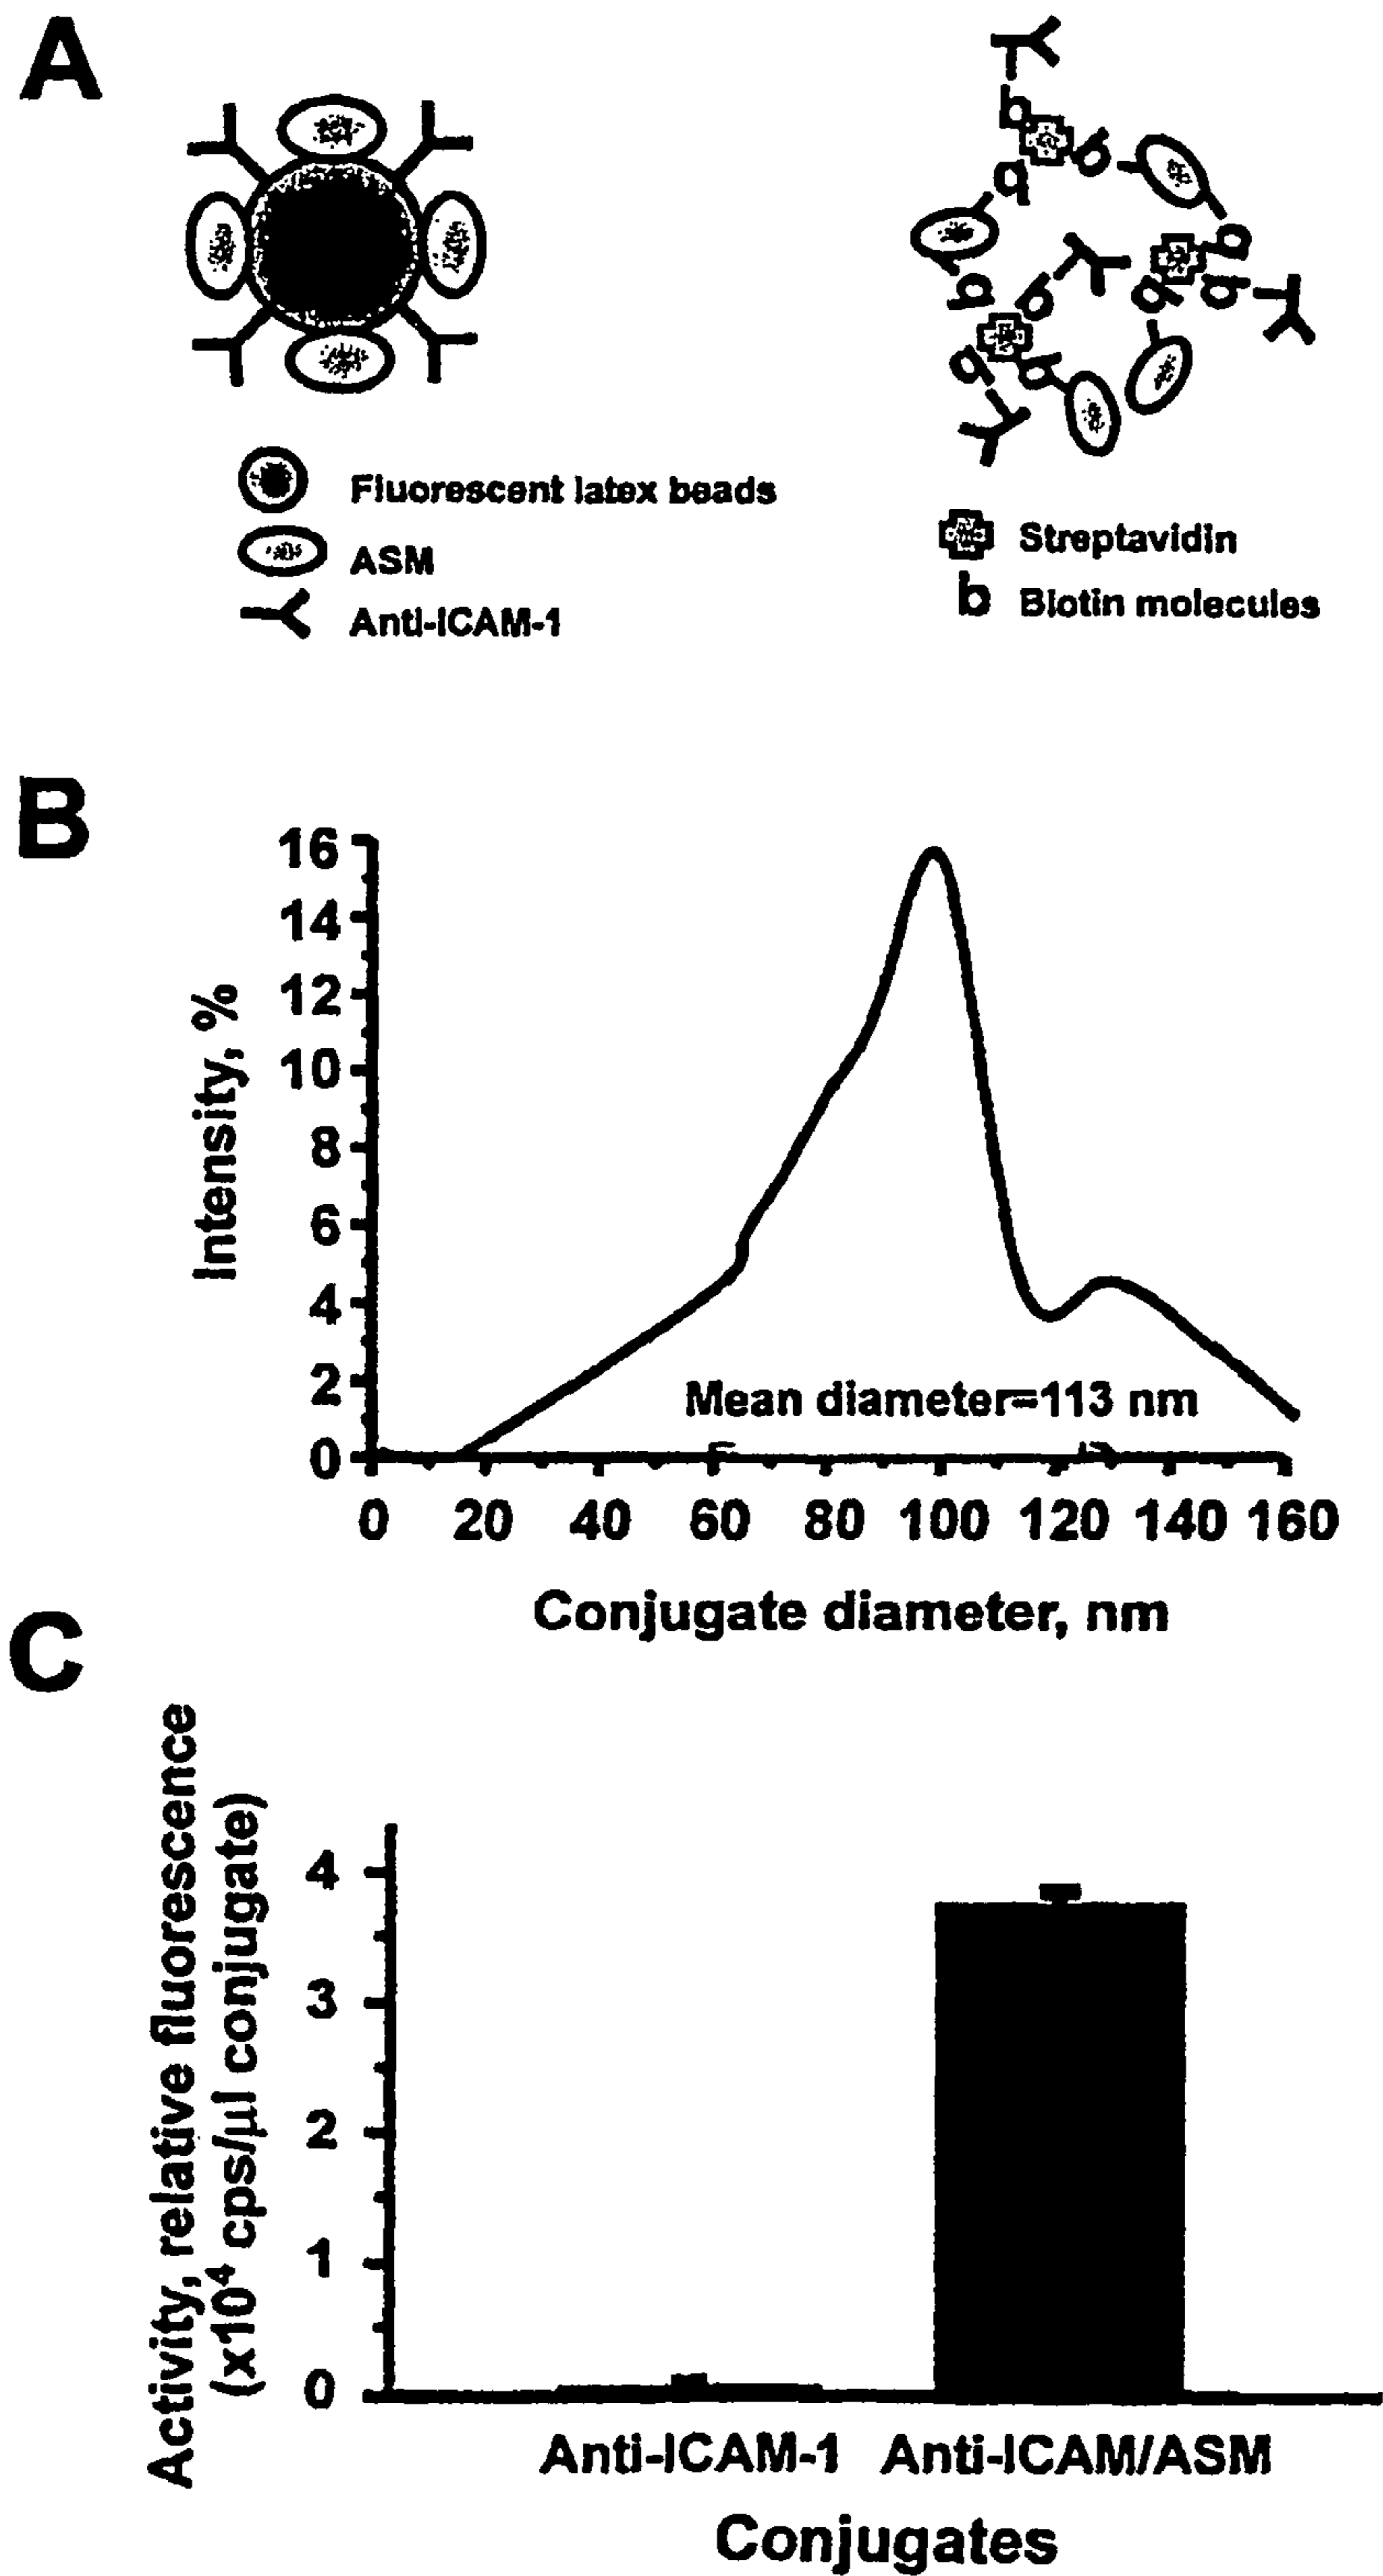 A
b
b
b
b
b
b
b
b
b
b
Fluorescent latex beads
ASM
Anti-ICAM-1
Streptavidin
b Biotin molecules
B
Intensity, %
16
14
12
10
8
6
4
2
0
Mean diameter=113 nm
0 20 40 60 80 100 120 140 160
Conjugate diameter, nm
C
Activity, relative fluorescence
(x10⁴ cps/µl conjugate)
4
3
2
1
0
Anti-ICAM-1 Anti-ICAM/ASM
Conjugates